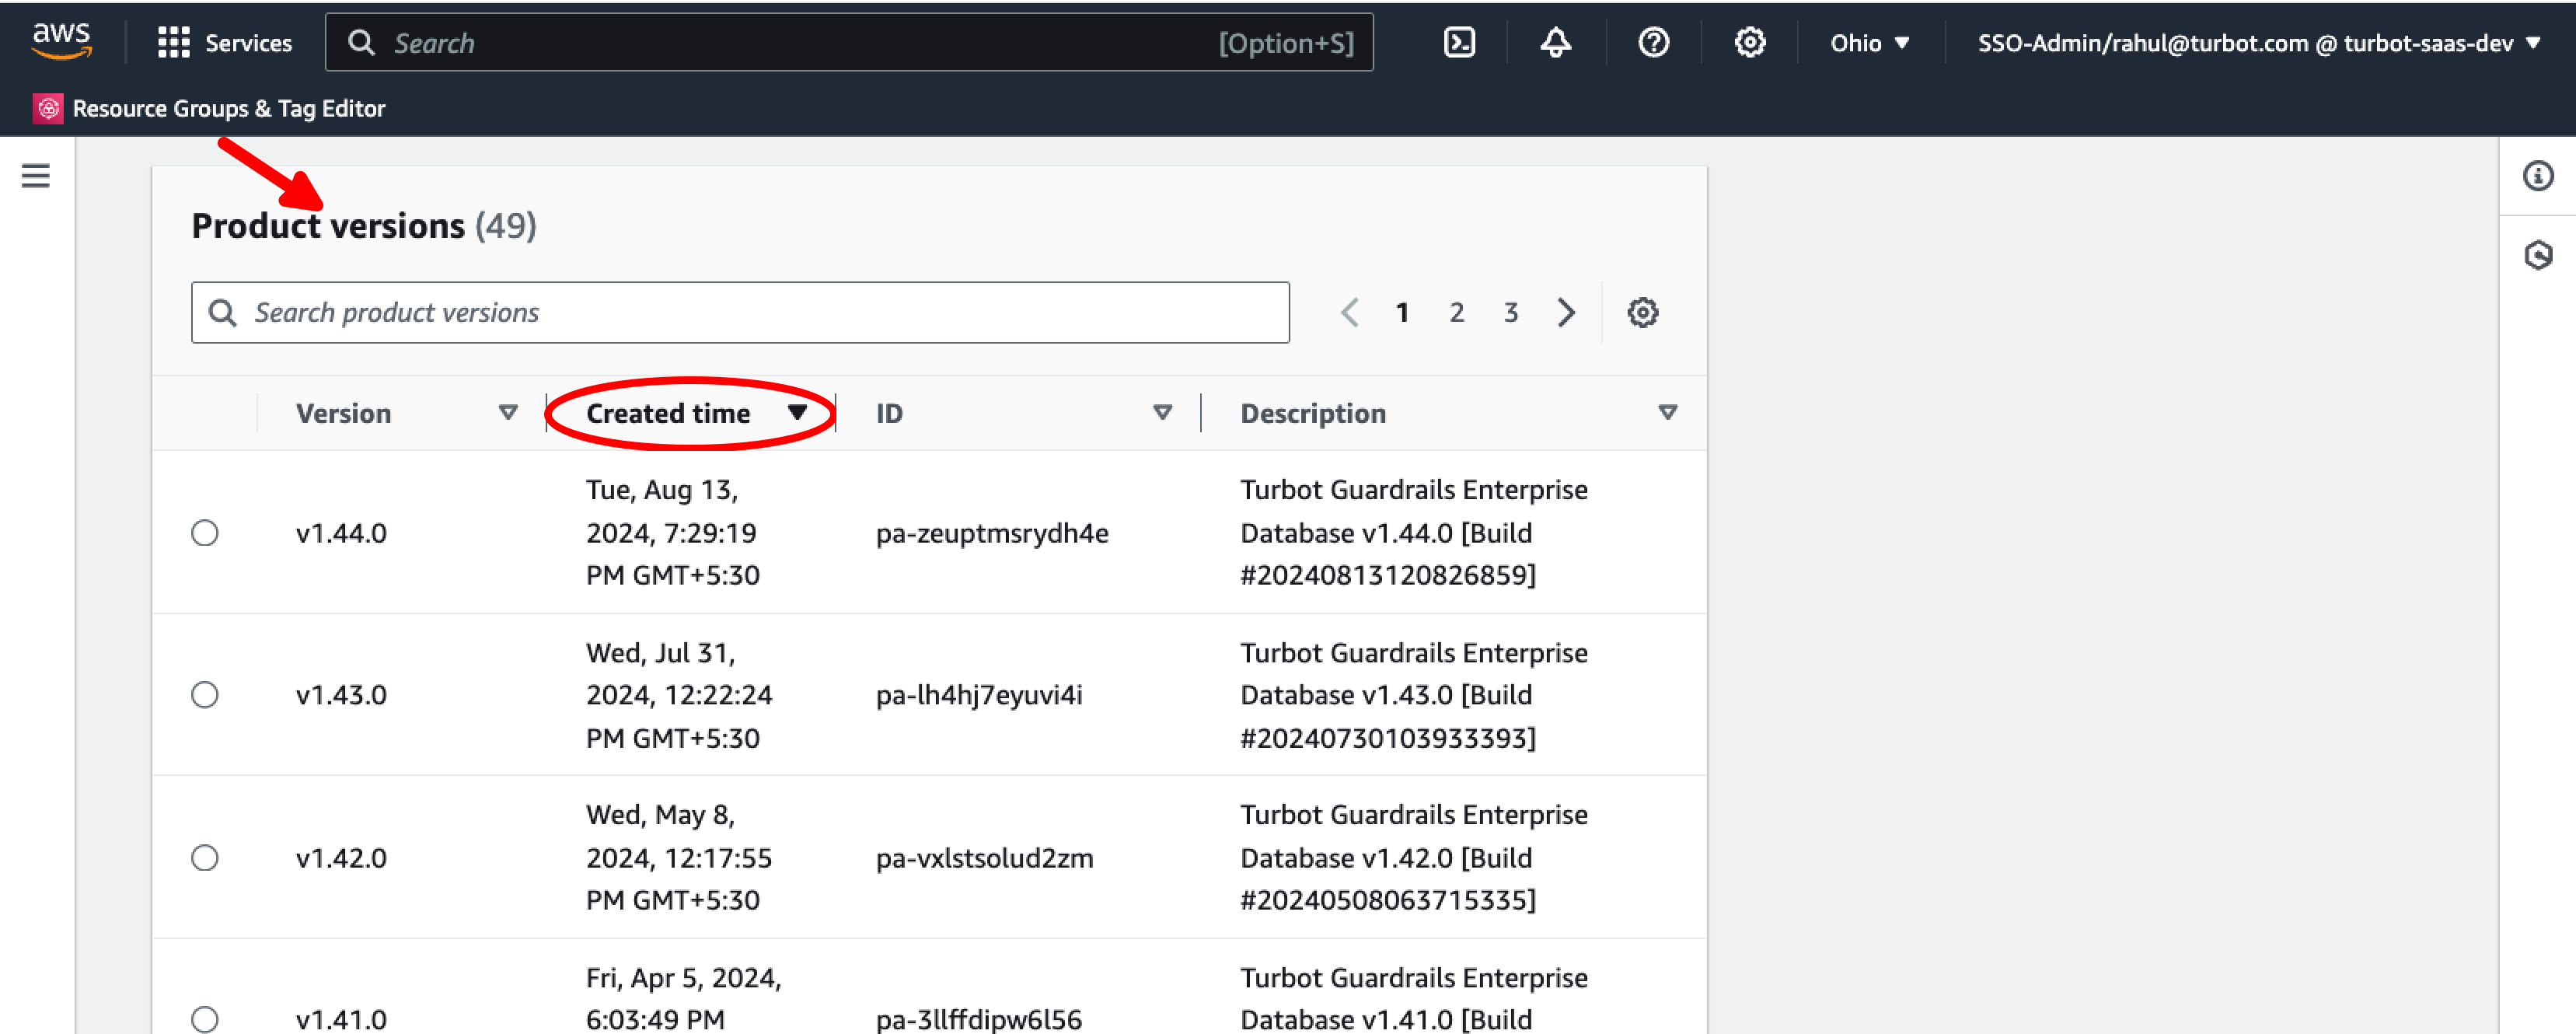 aws
Services
Search [Option+S]
Ohio
SSO-Admin/rahul@turbot.com @ turbot-saas-dev
Resource Groups & Tag Editor
Product versions (49)
Search product versions
1 2 3
Version Created time ID Description
v1.44.0
Tue, Aug 13,
2024, 7:29:19
PM GMT+5:30
pa-zeuptmsrydh4e
Turbot Guardrails Enterprise
Database v1.44.0 [Build
#20240813120826859]
v1.43.0
Wed, Jul 31,
2024, 12:22:24
PM GMT+5:30
pa-lh4hj7eyuvi4i
Turbot Guardrails Enterprise
Database v1.43.0 [Build
#20240730103933393]
v1.42.0
Wed, May 8,
2024, 12:17:55
PM GMT+5:30
pa-vxlstsolud2zm
Turbot Guardrails Enterprise
Database v1.42.0 [Build
#20240508063715335]
v1.41.0
Fri, Apr 5, 2024,
6:03:49 PM
pa-3llffdipw6l56
Turbot Guardrails Enterprise
Database v1.41.0 [Build